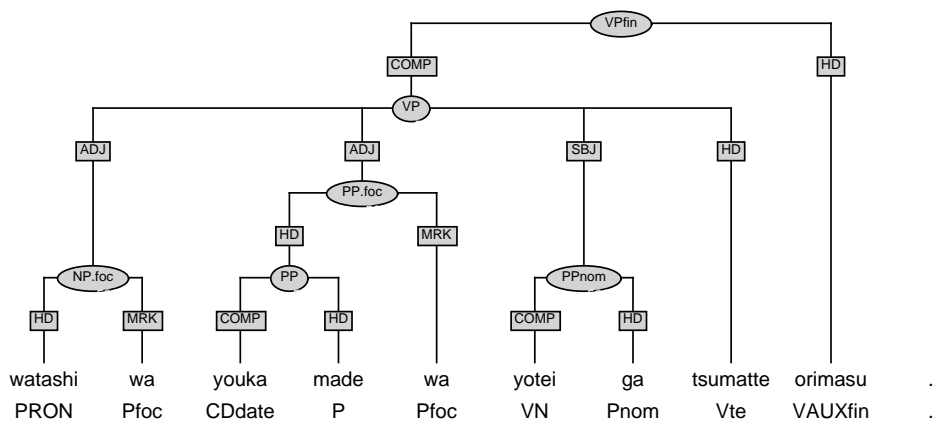 VPfin
COMP HD
VP
ADJ ADJ SBJ HD
PP.foc
HD MRK
NP.foc PP PPnom
HD MRK COMP HD COMP HD
watashi wa youka made wa yotei ga tsumatte orimasu .
PRON Pfoc CDdate P Pfoc VN Pnom Vte VAUXfin .